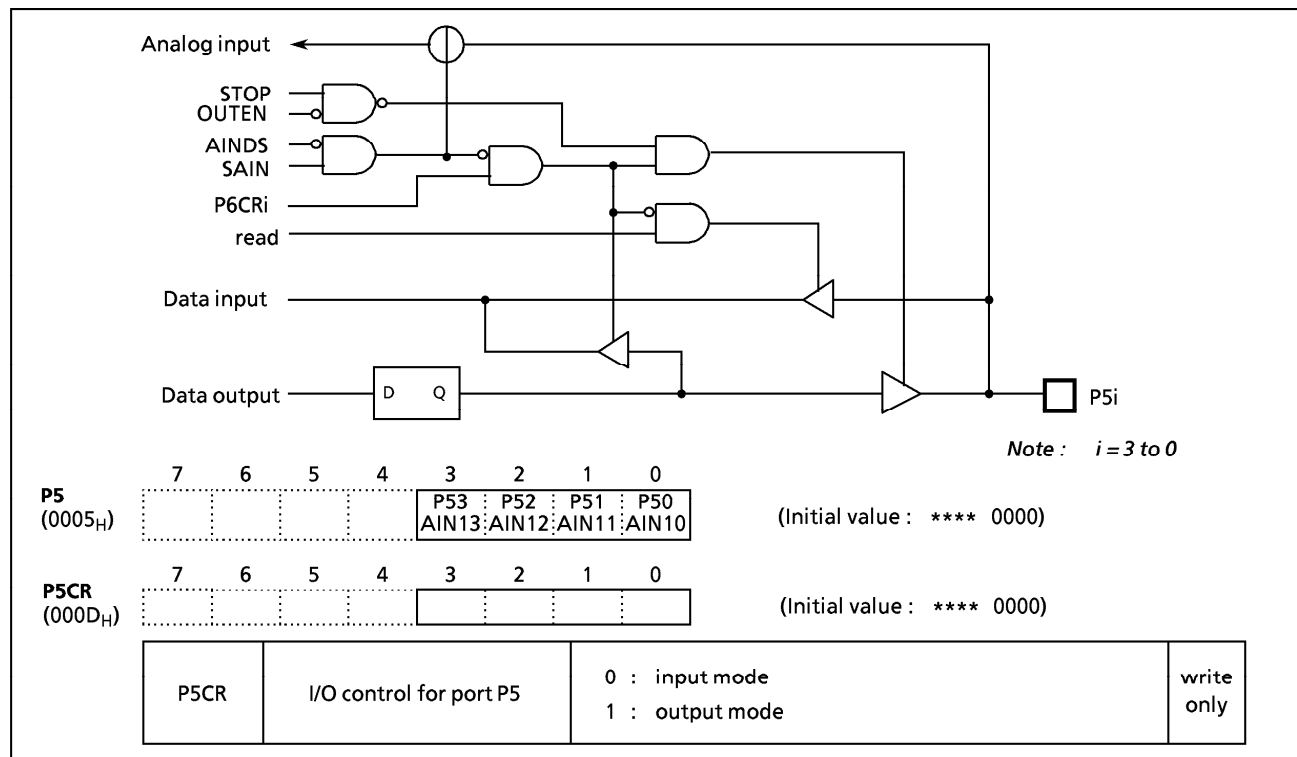 Analog input
STOP
OUTEN
AINDS
SAIN
P6CRi
read
Data input
Data output
D Q
P5i
Note : i = 3 to 0
7 6 5 4 3 2 1 0
P5
(0005H)
P53 P52 P51 P50
AIN13 AIN12 AIN11 AIN10
(Initial value : **** 0000)
7 6 5 4 3 2 1 0
P5CR
(000DH)
(Initial value : **** 0000)
P5CR
I/O control for port P5
0 : input mode
1 : output mode
write
only